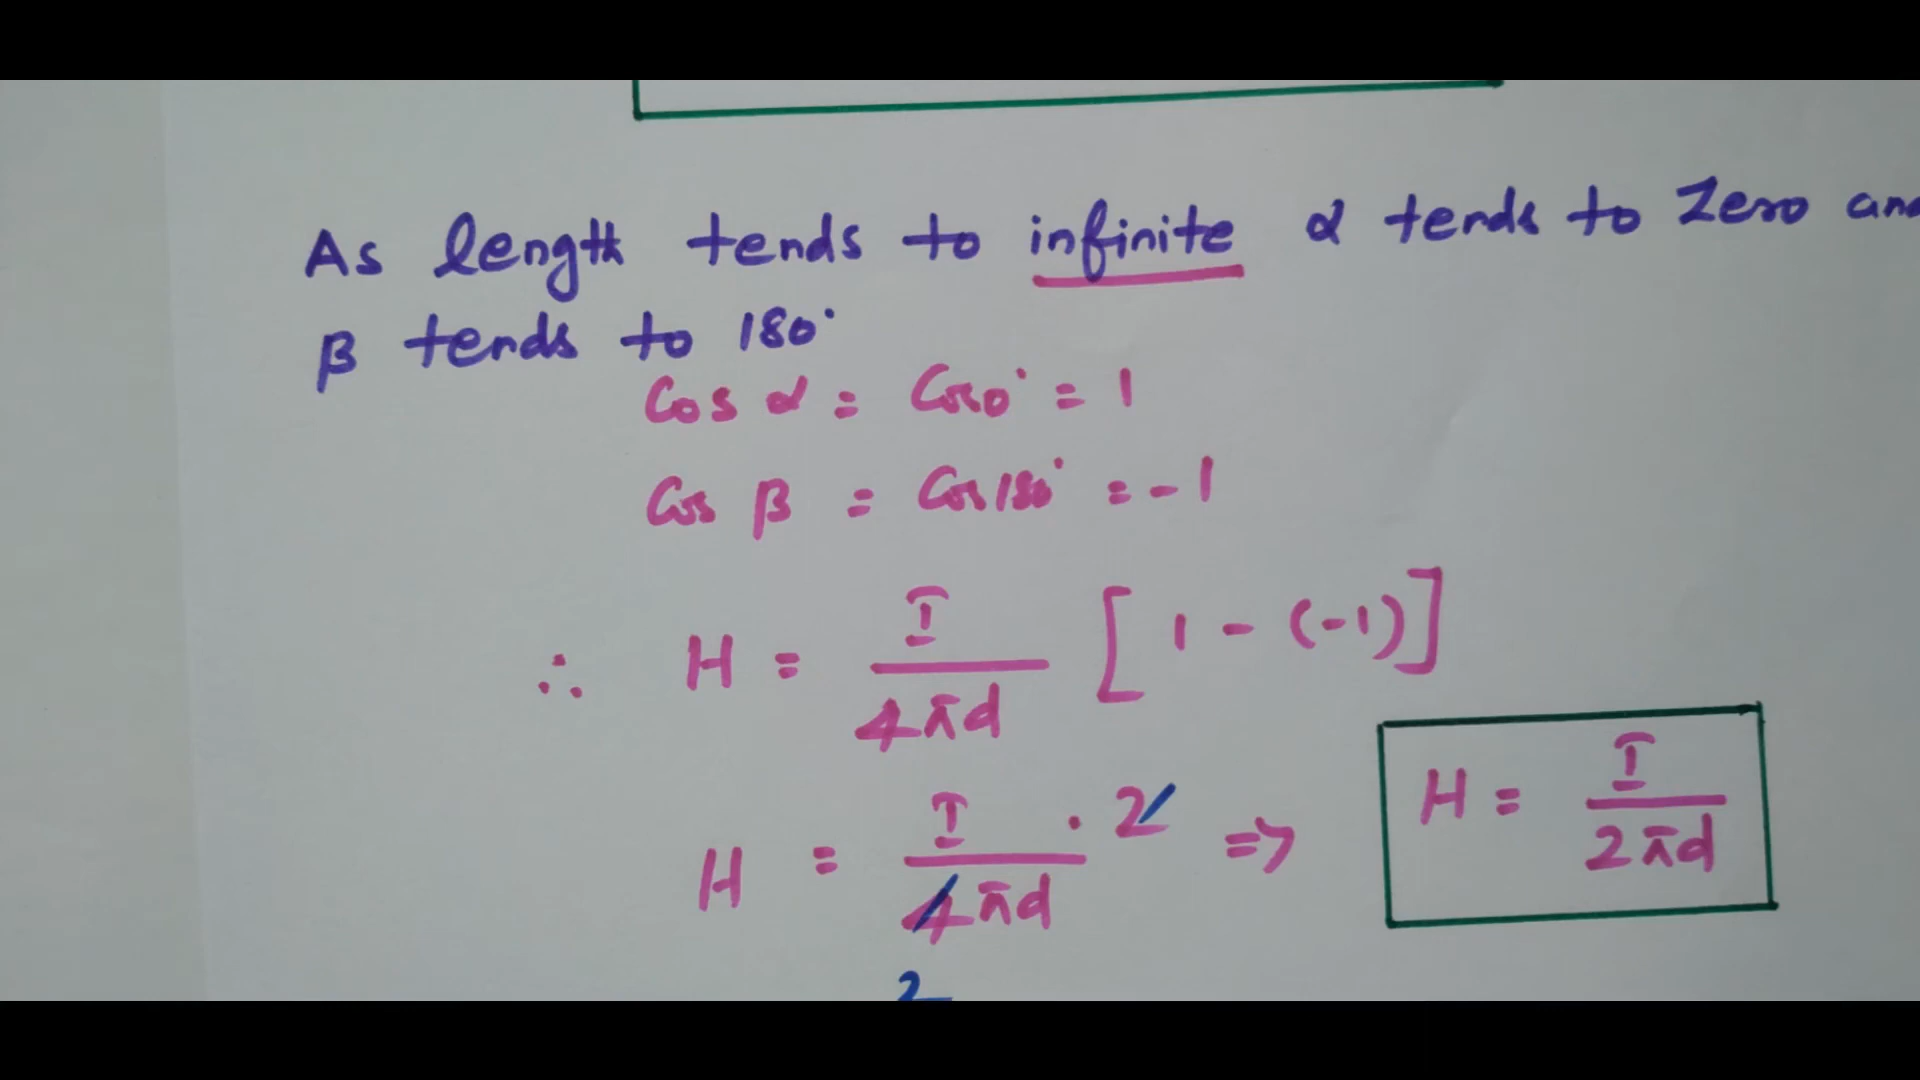 As length tends to infinite α tends to Zero and
β tends to 180°
Cos α = Cos0° = 1
Cos β = Cos180° = -1
∴ H = I/4πd [1 - (-1)]
H = I/4πd · 2 ⇒ H = I/2πd
2